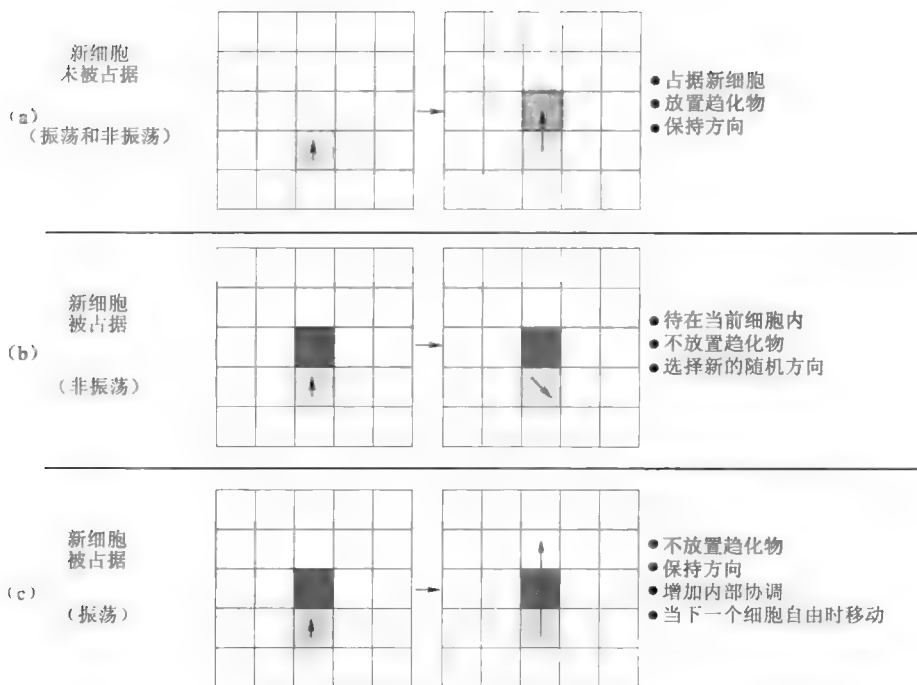 新细胞
未被占据
(a)
(振荡和非振荡)
●占据新细胞
●放置趋化物
●保持方向
新细胞
被占据
(b)
(非振荡)
●待在当前细胞内
●不放置趋化物
●选择新的随机方向
新细胞
被占据
(c)
(振荡)
●不放置趋化物
●保持方向
●增加内部协调
●当下一个细胞自由时移动